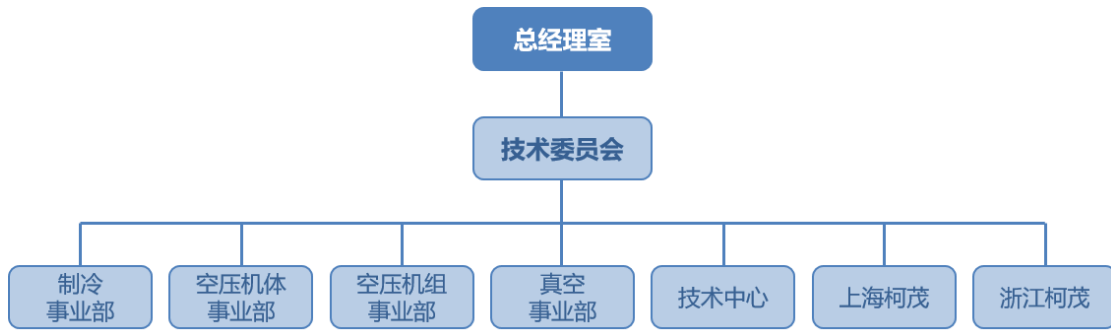 总经理室
技术委员会
制冷
事业部
空压机体
事业部
空压机组
事业部
真空
事业部
技术中心
上海柯茂
浙江柯茂